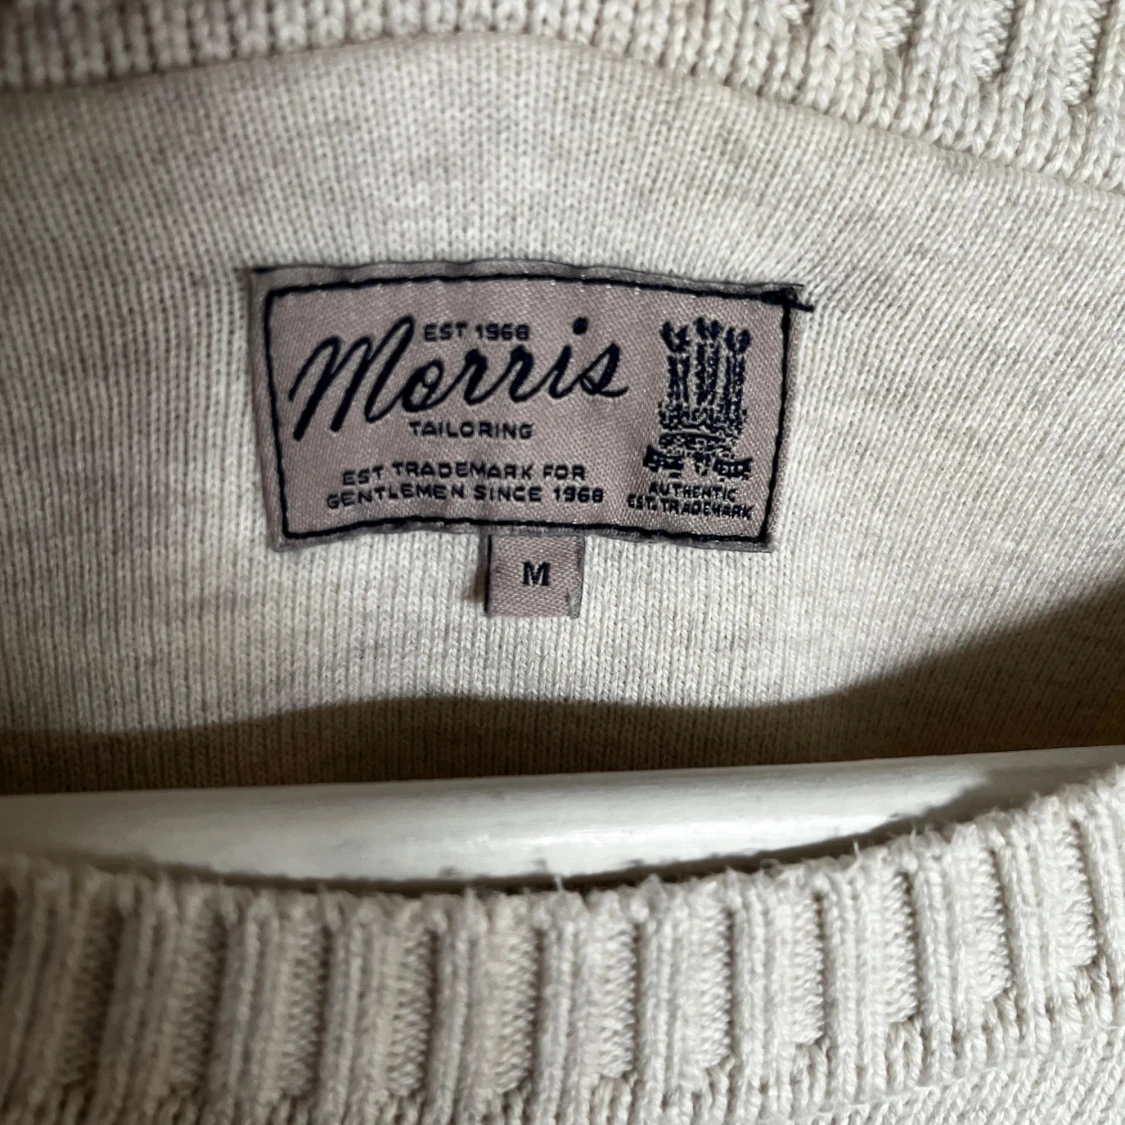 EST 1968
Morris
TAILORING
EST TRADEMARK FOR
GENTLEMEN SINCE 1968
AUTHENTIC
EST. TRADEMARK
M